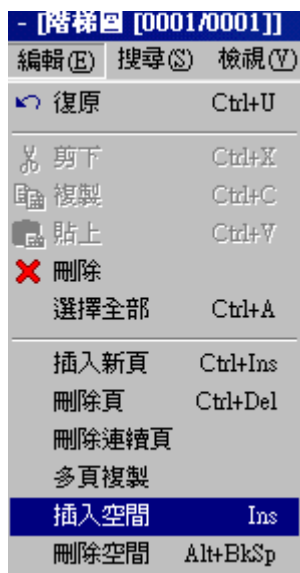 - [階梯圖 [0001/0001]]
編輯(E) 搜尋(S) 檢視(V)
復原 Ctrl+U
剪下 Ctrl+X
複製 Ctrl+C
貼上 Ctrl+V
刪除
選擇全部 Ctrl+A
插入新頁 Ctrl+Ins
刪除頁 Ctrl+Del
刪除連續頁
多頁複製
插入空間 Ins
刪除空間 Alt+BkSp